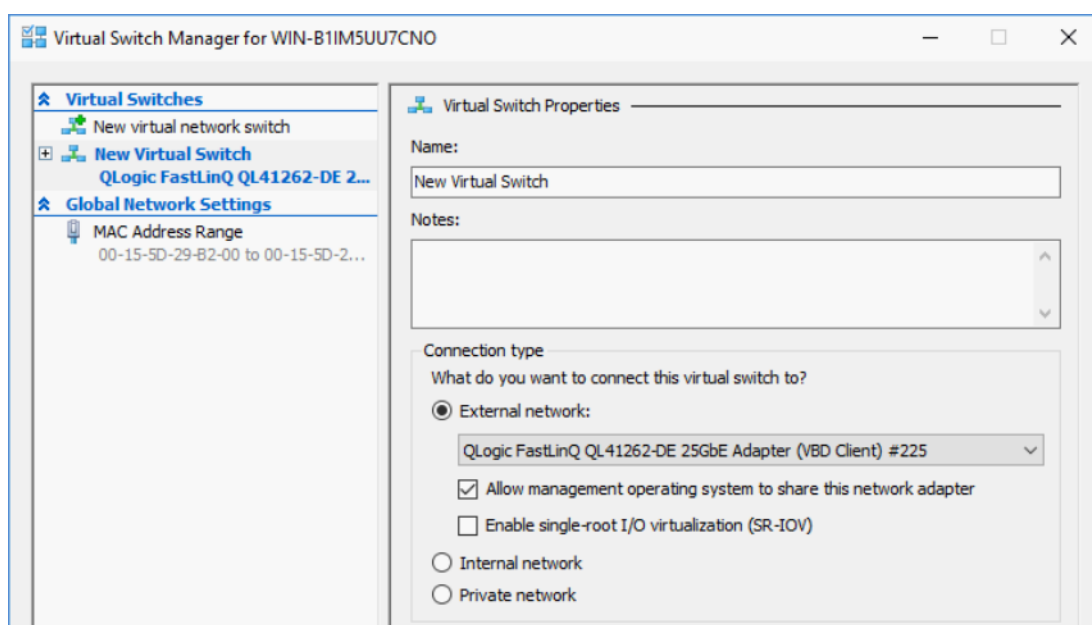 Virtual Switch Manager for WIN-B1IM5UU7CNO
Virtual Switches
New virtual network switch
New Virtual Switch
QLogic FastLinQ QL41262-DE 2...
Global Network Settings
MAC Address Range
00-15-5D-29-B2-00 to 00-15-5D-2...
Virtual Switch Properties
Name:
New Virtual Switch
Notes:
Connection type
What do you want to connect this virtual switch to?
External network:
QLogic FastLinQ QL41262-DE 25GbE Adapter (VBD Client) #225
Allow management operating system to share this network adapter
Enable single-root I/O virtualization (SR-IOV)
Internal network
Private network